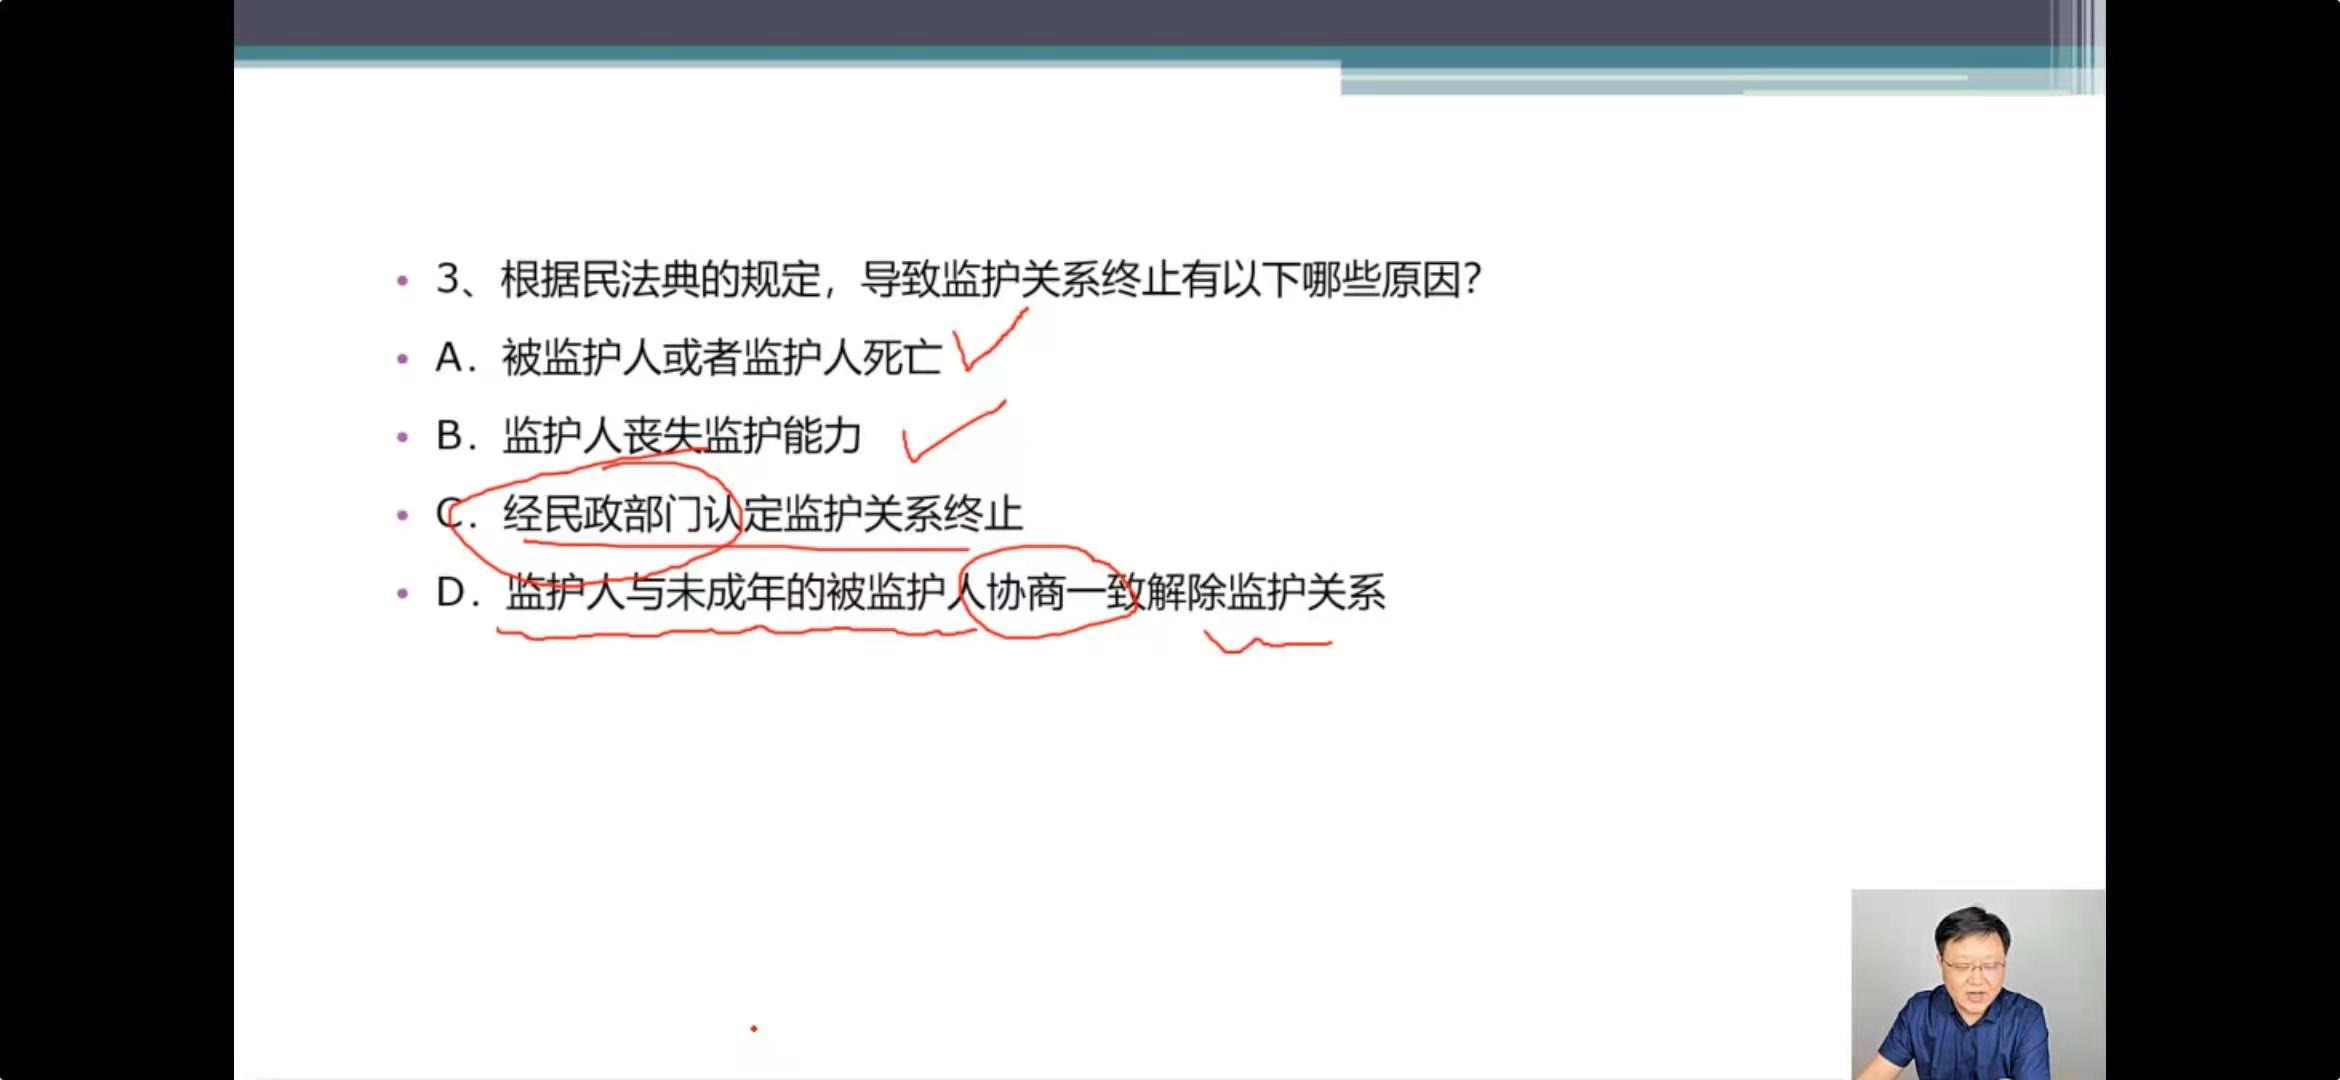 3、根据民法典的规定，导致监护关系终止有以下哪些原因？
A．被监护人或者监护人死亡
B．监护人丧失监护能力
C．经民政部门认定监护关系终止
D．监护人与未成年的被监护人协商一致解除监护关系